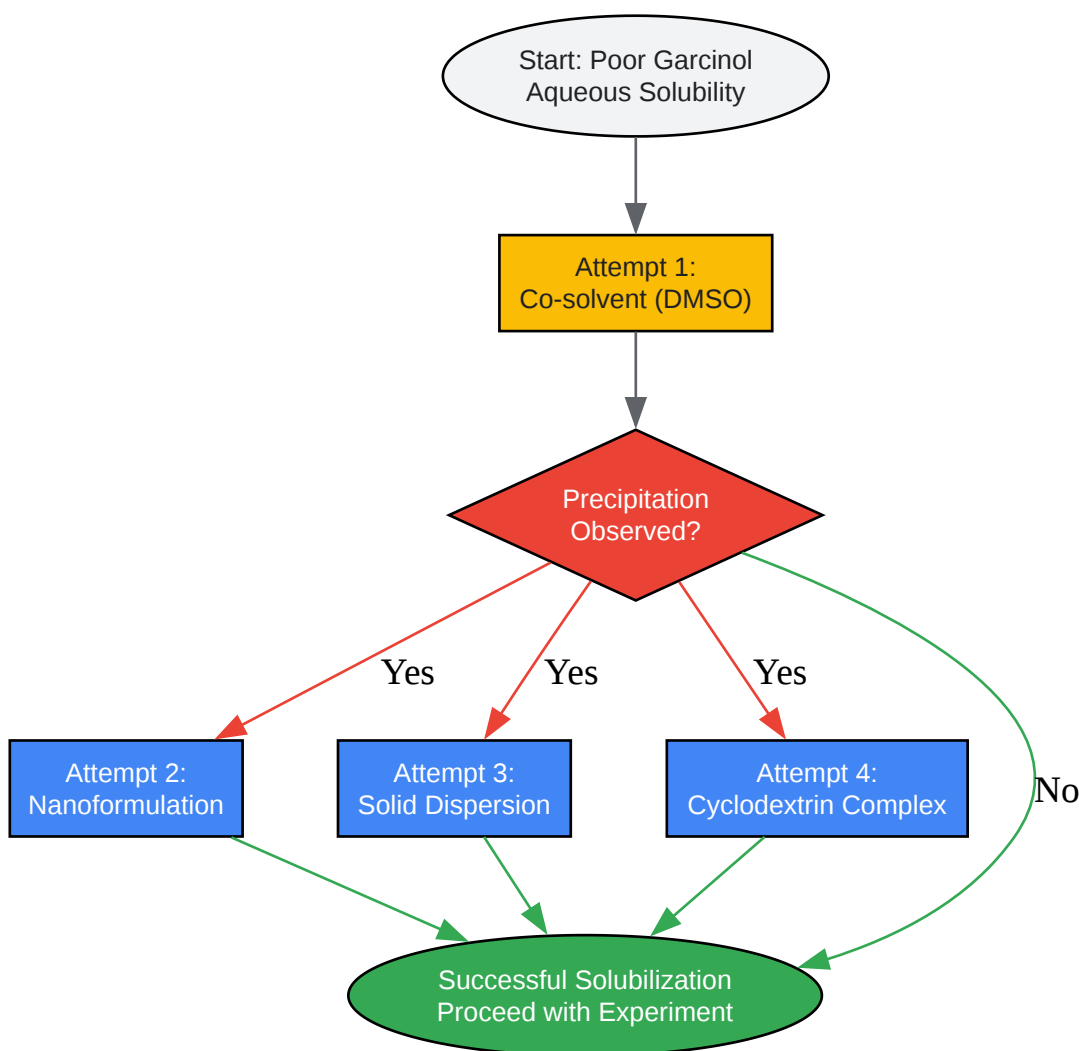 Start: Poor Garcinol
Aqueous Solubility
Attempt 1:
Co-solvent (DMSO)
Precipitation
Observed?
Yes
Yes
Yes
No
Attempt 2:
Nanoformulation
Attempt 3:
Solid Dispersion
Attempt 4:
Cyclodextrin Complex
Successful Solubilization
Proceed with Experiment